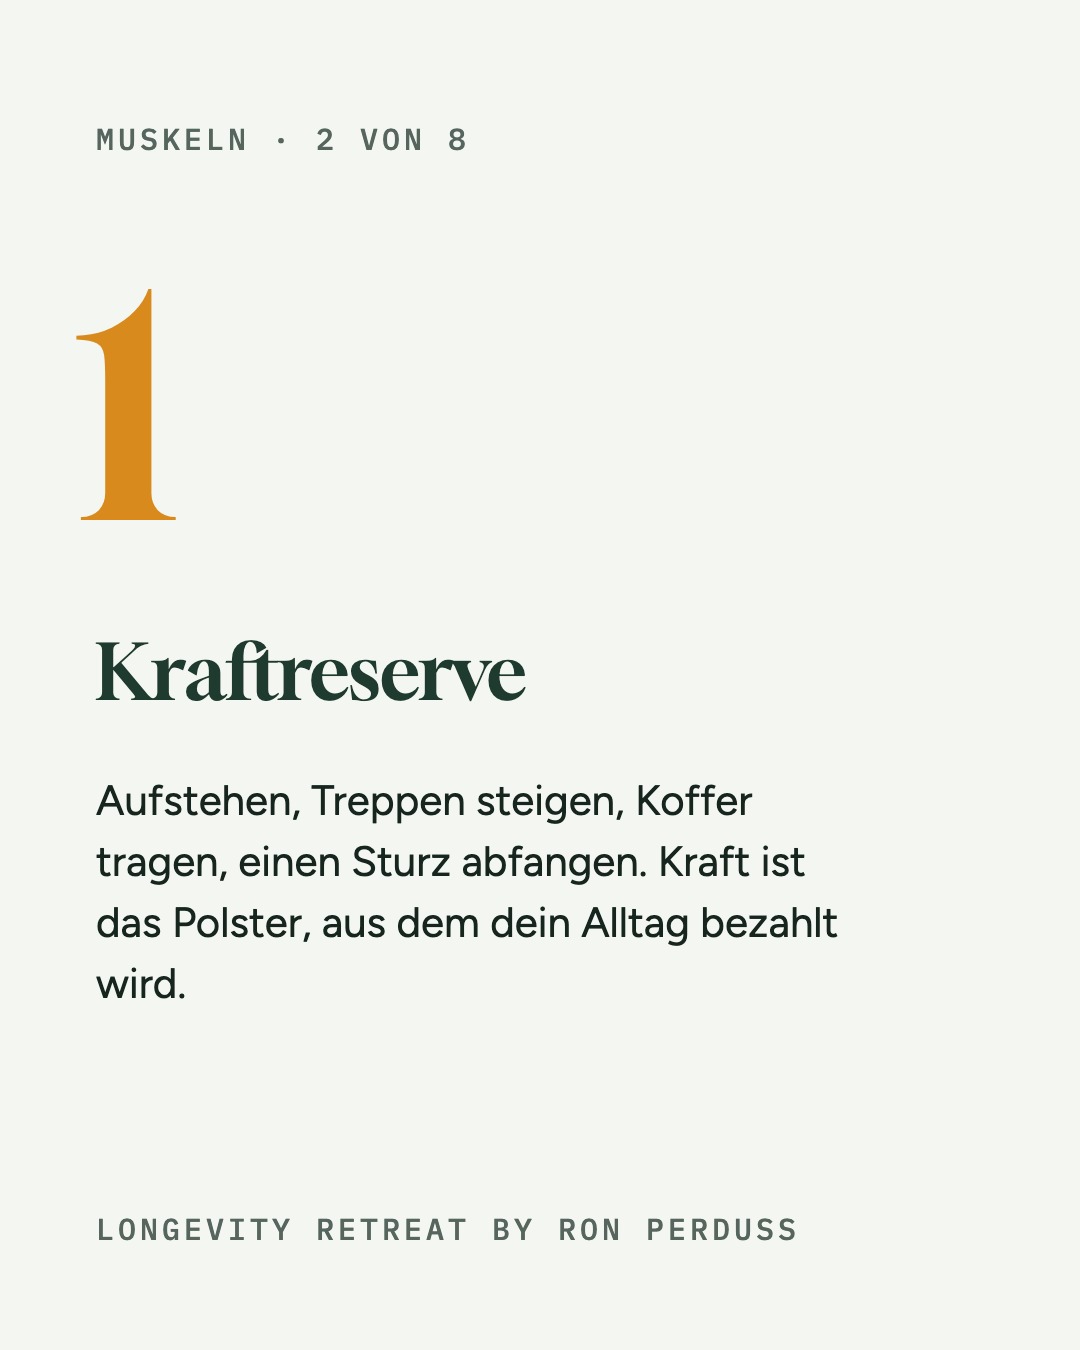 MUSKELN · 2 VON 8
1
Kraftreserve
Aufstehen, Treppen steigen, Koffer
tragen, einen Sturz abfangen. Kraft ist
das Polster, aus dem dein Alltag bezahlt
wird.
LONGEVITY RETREAT BY RON PERDUSS